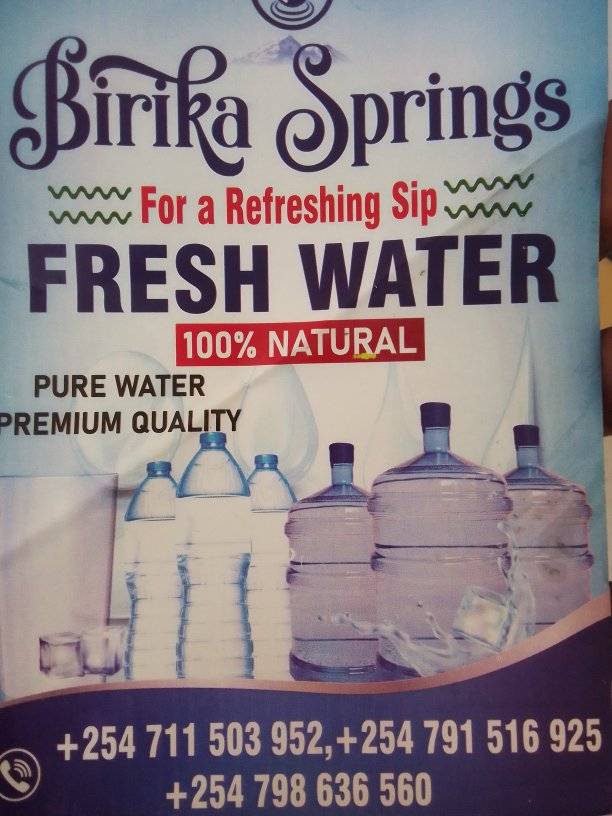 Birika Springs
For a Refreshing Sip
FRESH WATER
100% NATURAL
PURE WATER
PREMIUM QUALITY
+254 711 503 952,+254 791 516 925
+254 798 636 560